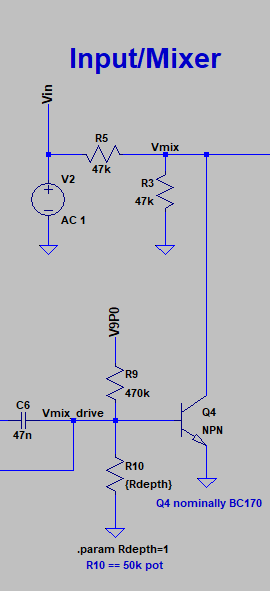 Input/Mixer
Vin
R5
47k
Vmix
V2
AC 1
R3
47k
V9P0
R9
470k
C6
47n
Vmix_drive
Q4
NPN
R10
{Rdepth}
Q4 nominally BC170
.param Rdepth=1
R10 == 50k pot